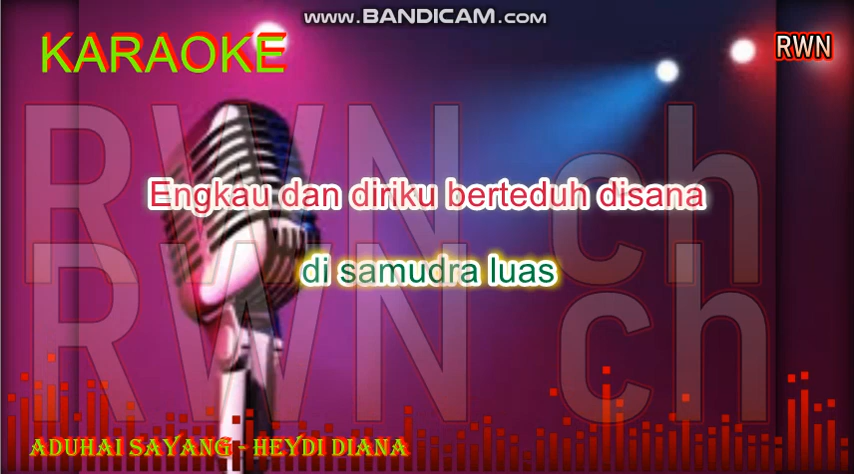 www.BANDICAM.com
KARAOKE
RWN
RWN ch
Engkau dan diriku berteduh disana
di samudra luas
RWN ch
ADUHAI SAYANG - HEYDI DIANA